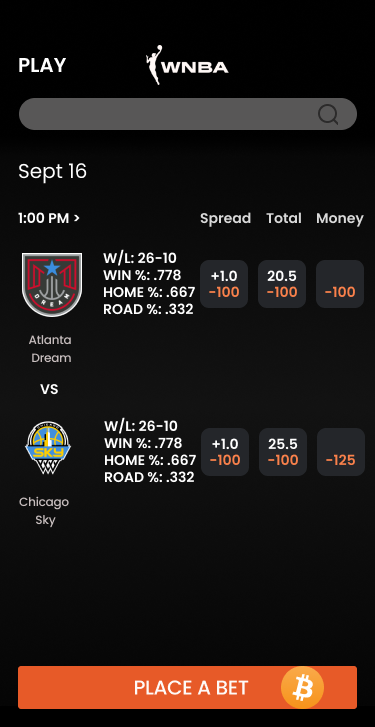 PLAY
WNBA
Sept 16
1:00 PM > Spread Total Money
W/L: 26-10
WIN %: .778
HOME %: .667
ROAD %: .332
+1.0 20.5
-100 -100 -100
DREAM
Atlanta
Dream
VS
W/L: 26-10
WIN %: .778
HOME %: .667
ROAD %: .332
+1.0 25.5
-100 -100 -125
CHICAGO
SKY
Chicago
Sky
PLACE A BET